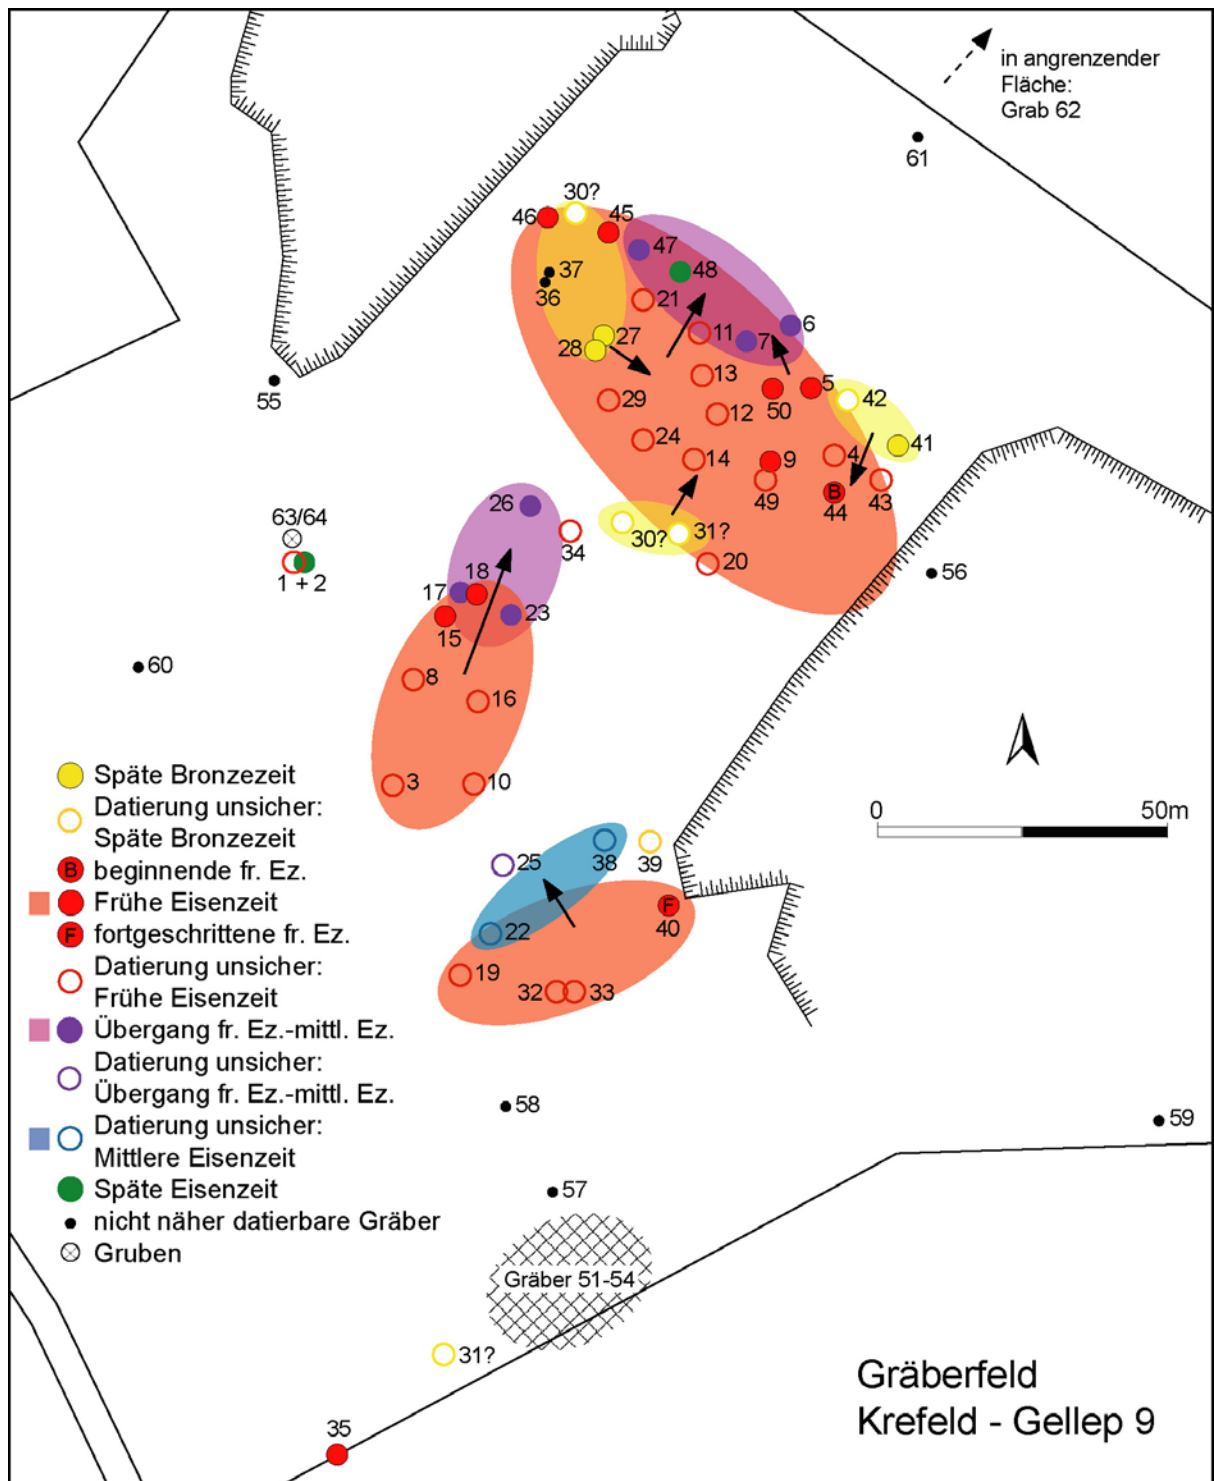 in angrenzender
Fläche:
Grab 62
61
30?
46
45
47
48
37
36
21
27
28
11
7
6
13
5
50
42
29
12
24
41
14
9
4
49
43
B
44
55
26
63/64
34
30?
31?
20
56
1 + 2
17
18
15
23
60
8
16
3
10
Späte Bronzezeit
Datierung unsicher:
Späte Bronzezeit
B beginnende fr. Ez.
Frühe Eisenzeit
F fortgeschrittene fr. Ez.
Datierung unsicher:
Frühe Eisenzeit
Übergang fr. Ez.-mittl. Ez.
Datierung unsicher:
Übergang fr. Ez.-mittl. Ez.
Datierung unsicher:
Mittlere Eisenzeit
Späte Eisenzeit
nicht näher datierbare Gräber
Gruben
0 50m
25
38
39
F
40
22
19
32
33
58
59
57
Gräber 51-54
31?
35
Gräberfeld
Krefeld - Gellep 9